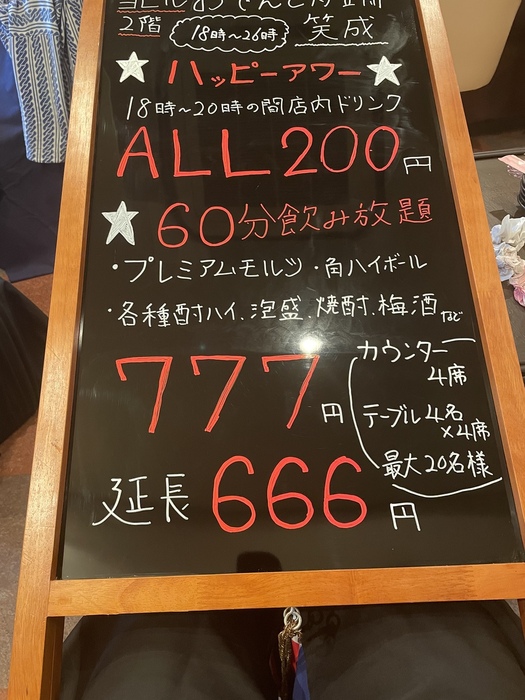 2階 18時〜26時 笑成
★ハッピーアワー★
18時〜20時の間店内ドリンク
ALL 200円
★60分飲み放題
・プレミアムモルツ・角ハイボール
・各種酎ハイ、泡盛、焼酎、梅酒など
777円
カウンター
4席
テーブル4名
×4席
最大20名様
延長 666円